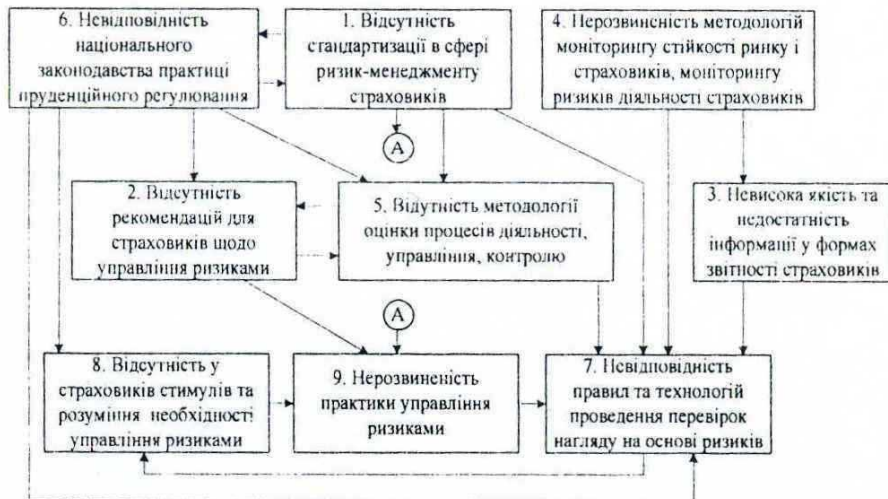 6. Невідповідність
національного
законодавства практиці
пруденційного регулювання
1. Відсутність
стандартизації в сфері
ризик-менеджменту
страховиків
4. Нерозвиненість методологій
моніторингу стійкості ринку і
страховиків, моніторингу
ризиків діяльності страховиків
А
2. Відсутність
рекомендацій для
страховиків щодо
управління ризиками
5. Відутність методології
оцінки процесів діяльності,
управління, контролю
3. Невисока якість та
недостатність
інформації у формах
звітності страховиків
А
8. Відсутність у
страховиків стимулів та
розуміння необхідності
управління ризиками
9. Нерозвиненість
практики управління
ризиками
7. Невідповідність
правил та технологій
проведення перевірок
нагляду на основі ризиків